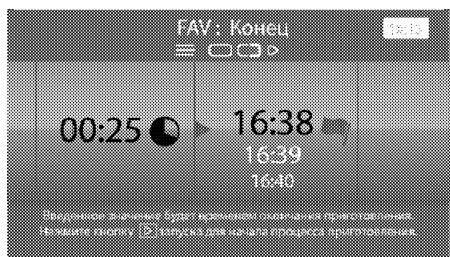 FAV: Конец
00:25 16:38
16:39
16:40
Введенное значение будет временем окончания приготовления.
Нажмите кнопку запуска для начала процесса приготовления.